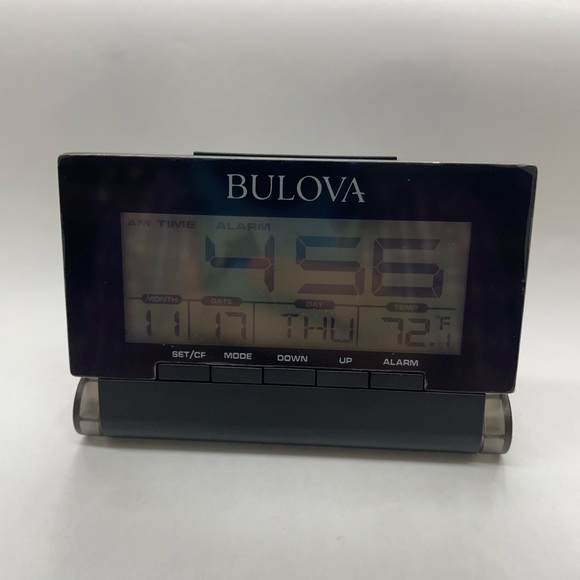 BULOVA
AM TIME ALARM
4 56
MONTH DATE DAY TEMP
11 17 THU 72.1 °F
SET/CF MODE DOWN UP ALARM